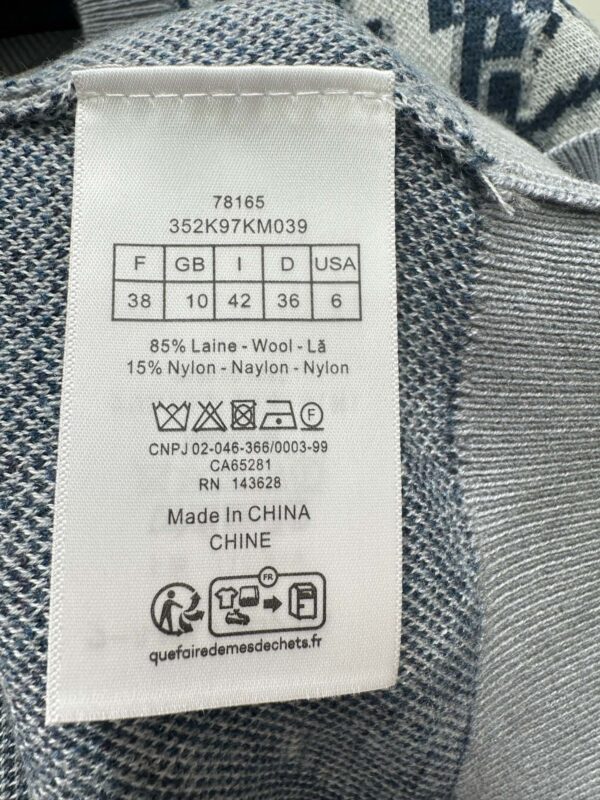 78165
352K97KM039
F GB I D USA
38 10 42 36 6
85% Laine - Wool - Lã
15% Nylon - Naylon - Nylon
F
CNPJ 02-046-366/0003-99
CA65281
RN 143628
Made In CHINA
CHINE
FR
quefairedemesdechets.fr